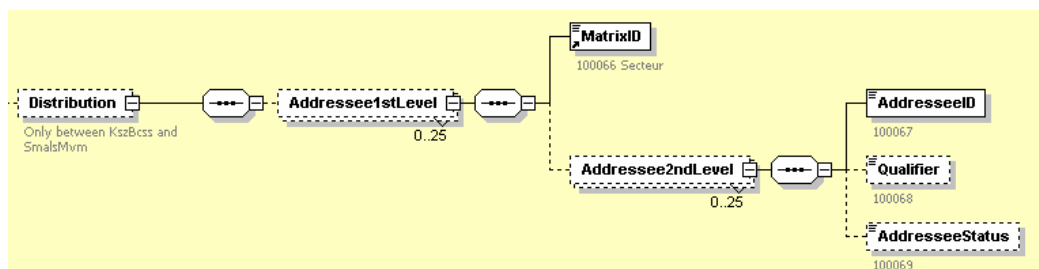 MatrixID
100066 Secteur
Distribution
Only between KszBcss and
SmalsMvm
Addressee1stLevel
0..25
AddresseeID
100067
Addressee2ndLevel
0..25
Qualifier
100068
AddresseeStatus
100069